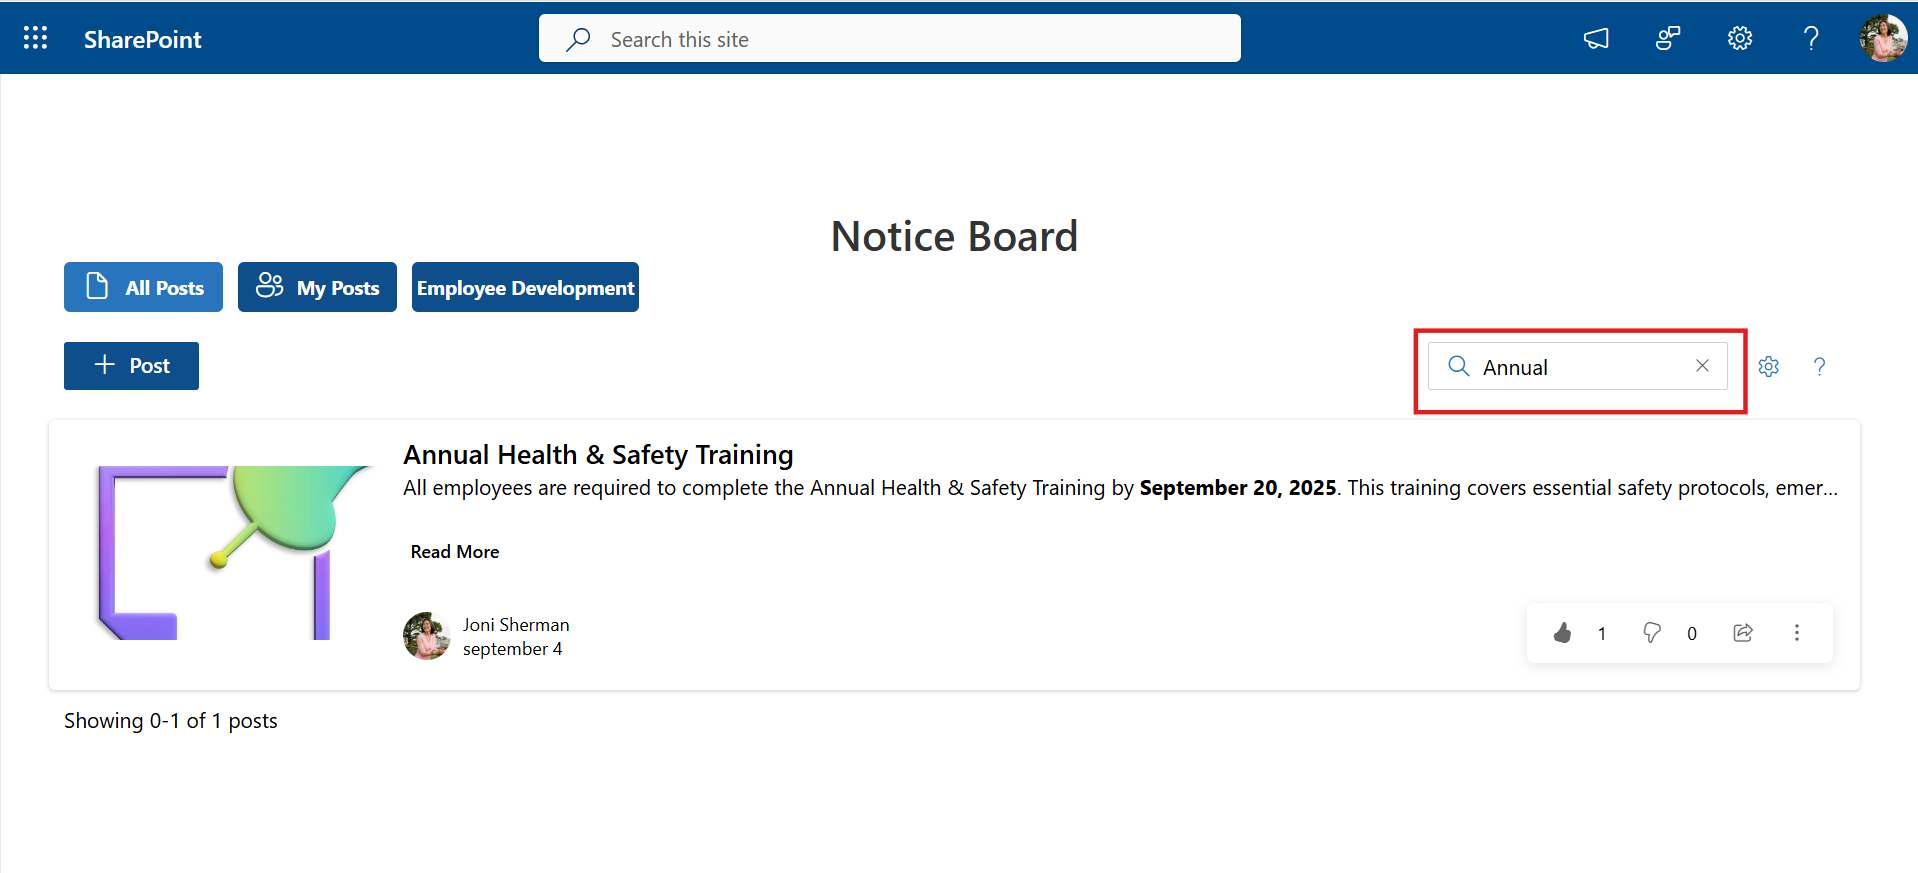 SharePoint
Search this site
Notice Board
All Posts
My Posts
Employee Development
Post
Annual
Annual Health & Safety Training
All employees are required to complete the Annual Health & Safety Training by September 20, 2025. This training covers essential safety protocols, emer...
Read More
Joni Sherman
september 4
1
0
Showing 0-1 of 1 posts